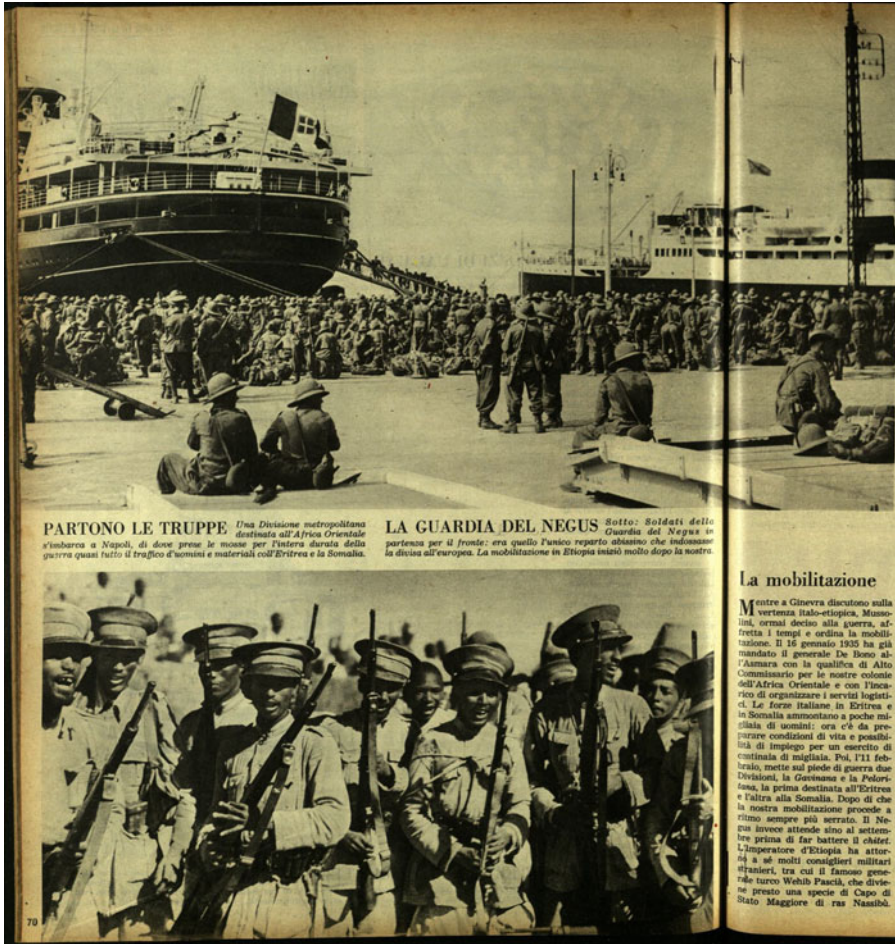 PARTONO LE TRUPPE Una Divisione metropolitana
destinata all'Africa Orientale
s'imbarca a Napoli, di dove prese le mosse per l'intera durata della
guerra quasi tutto il traffico d'uomini e materiali coll'Eritrea e la Somalia.
LA GUARDIA DEL NEGUS Sotto: Soldati della
Guardia del Negus in
partenza per il fronte: era quello l'unico reparto abissino che indossasse
la divisa all'europea. La mobilitazione in Etiopia iniziò molto dopo la nostra.
La mobilitazione
Mentre a Ginevra discutono sulla
vertenza italo-etiopica, Musso-
lini, ormai deciso alla guerra, af-
fretta i tempi e ordina la mobili-
tazione. Il 16 gennaio 1935 ha già
mandato il generale De Bono al-
l'Asmara con la qualifica di Alto
Commissario per le nostre colonie
dell'Africa Orientale e con l'inca-
rico di organizzare i servizi logisti-
ci. Le forze italiane in Eritrea e
in Somalia ammontano a poche mi-
gliaia di uomini: ora c'è da pre-
parare condizioni di vita e possibi-
lità di impiego per un esercito di
centinaia di migliaia. Poi, l'11 feb-
braio, mette sul piede di guerra due
Divisioni, la Gavinana e la Pelori-
tana, la prima destinata all'Eritrea
e l'altra alla Somalia. Dopo di che
la nostra mobilitazione procede a
ritmo sempre più serrato. Il Ne-
gus invece attende sino al settem-
bre prima di far battere il chitet.
L'Imperatore d'Etiopia ha attor-
no a sé molti consiglieri militari
stranieri, tra cui il famoso gene-
rale turco Wehib Pascià, che divie-
ne presto una specie di Capo di
Stato Maggiore di ras Nassibù.
70